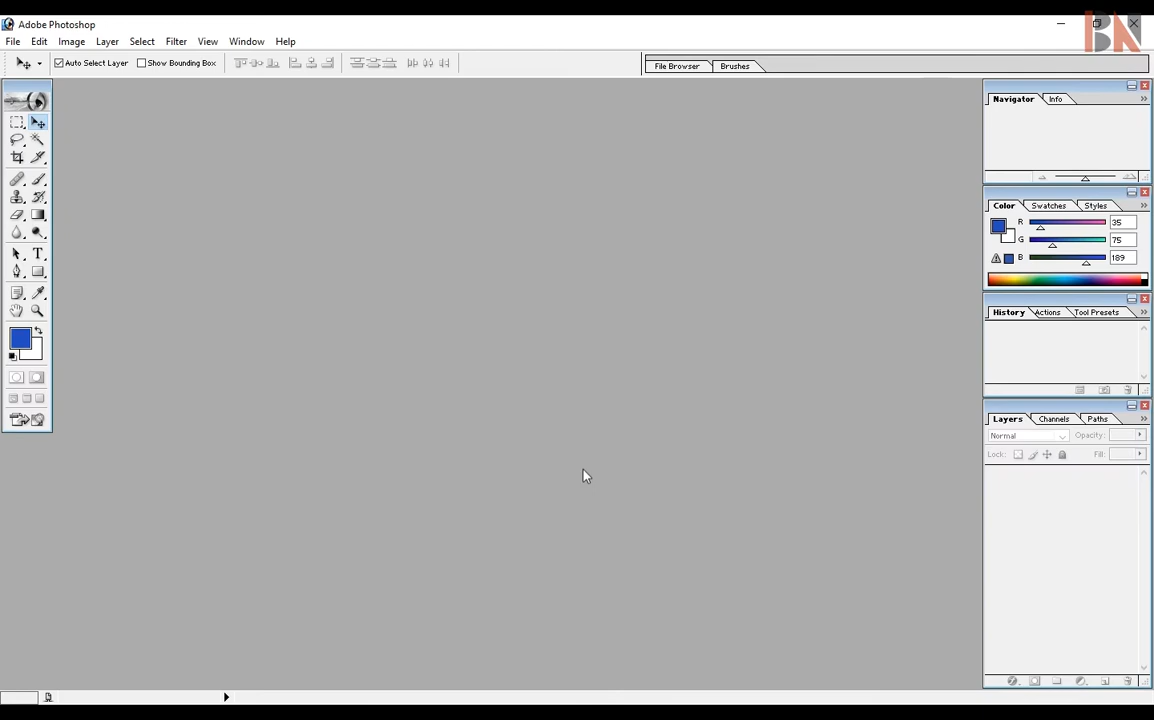 Adobe Photoshop
BN
File Edit Image Layer Select Filter View Window Help
Auto Select Layer Show Bounding Box File Browser Brushes
Navigator Info
Color Swatches Styles
R 35
G 75
B 189
T
History Actions Tool Presets
Layers Channels Paths
Normal Opacity:
Lock: Fill: